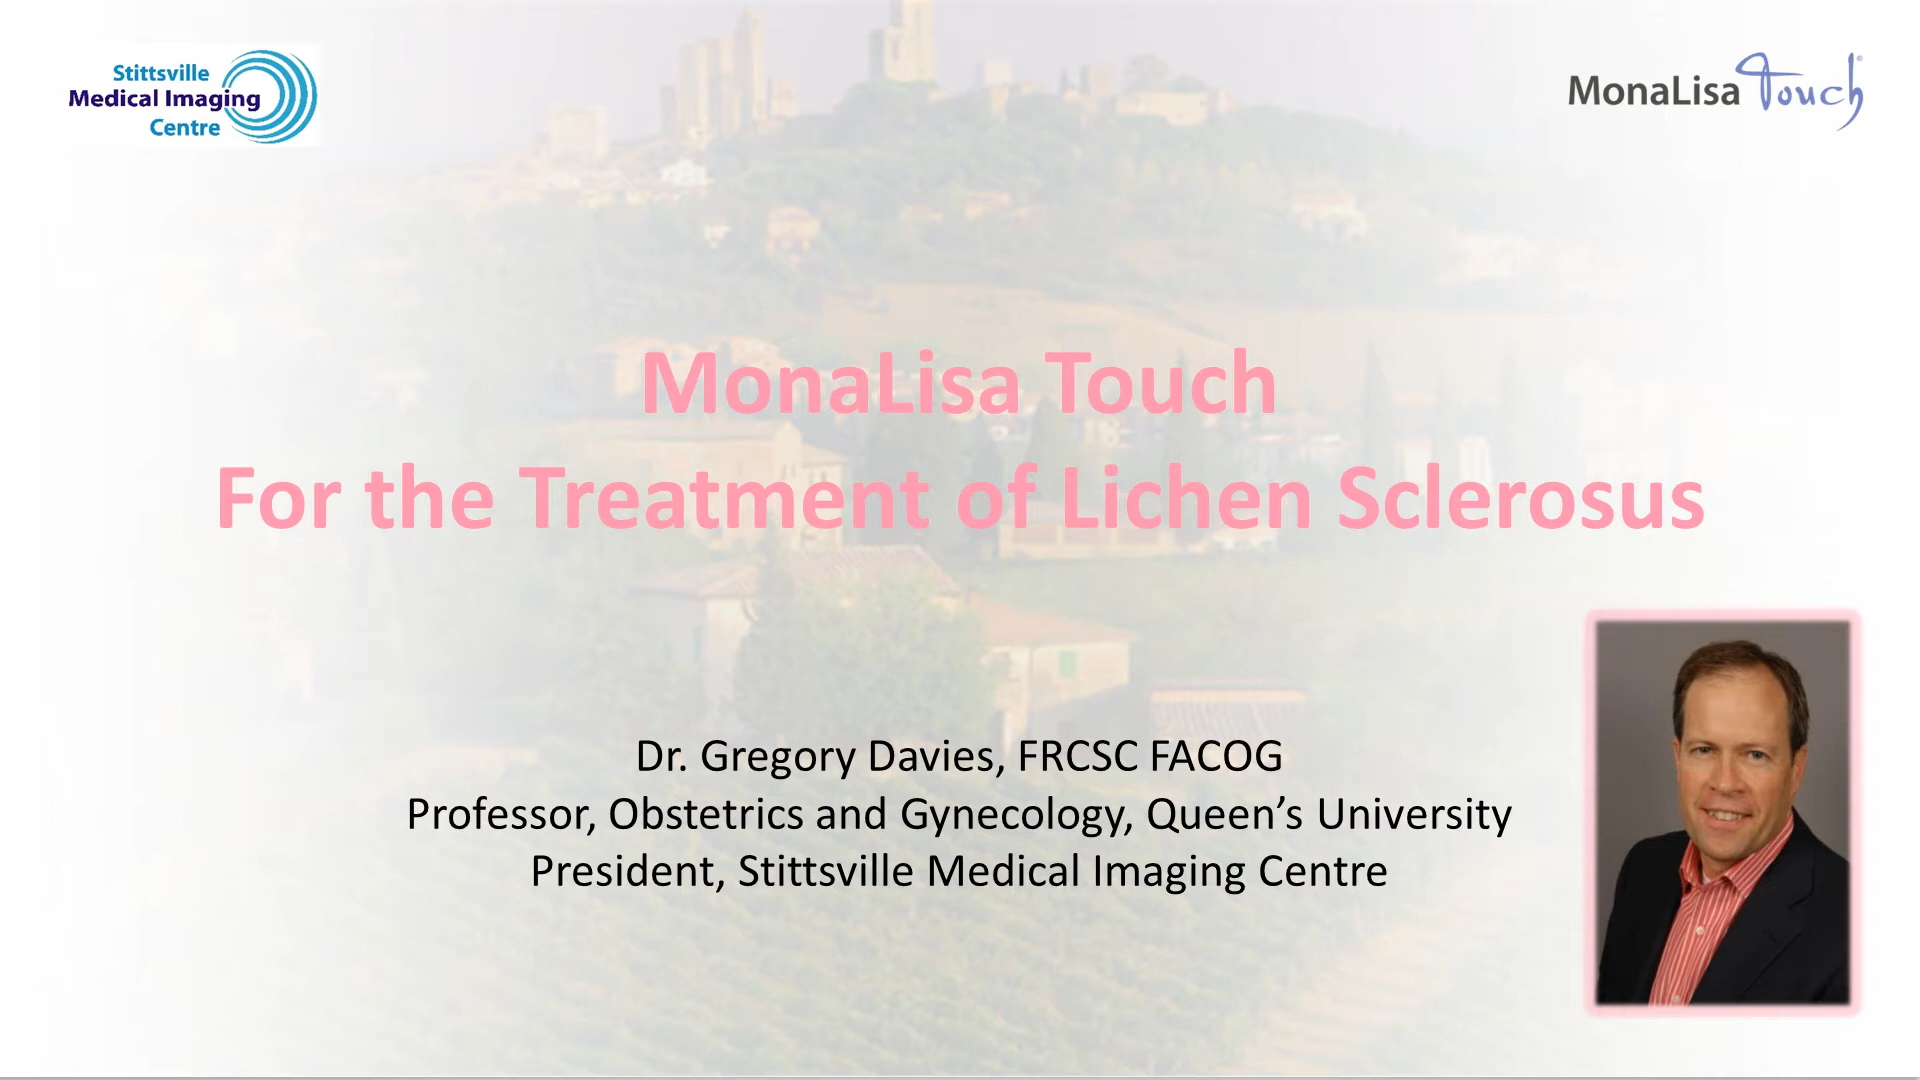 Stittsville
Medical Imaging
Centre
MonaLisa Touch
MonaLisa Touch
For the Treatment of Lichen Sclerosus
Dr. Gregory Davies, FRCSC FACOG
Professor, Obstetrics and Gynecology, Queen’s University
President, Stittsville Medical Imaging Centre